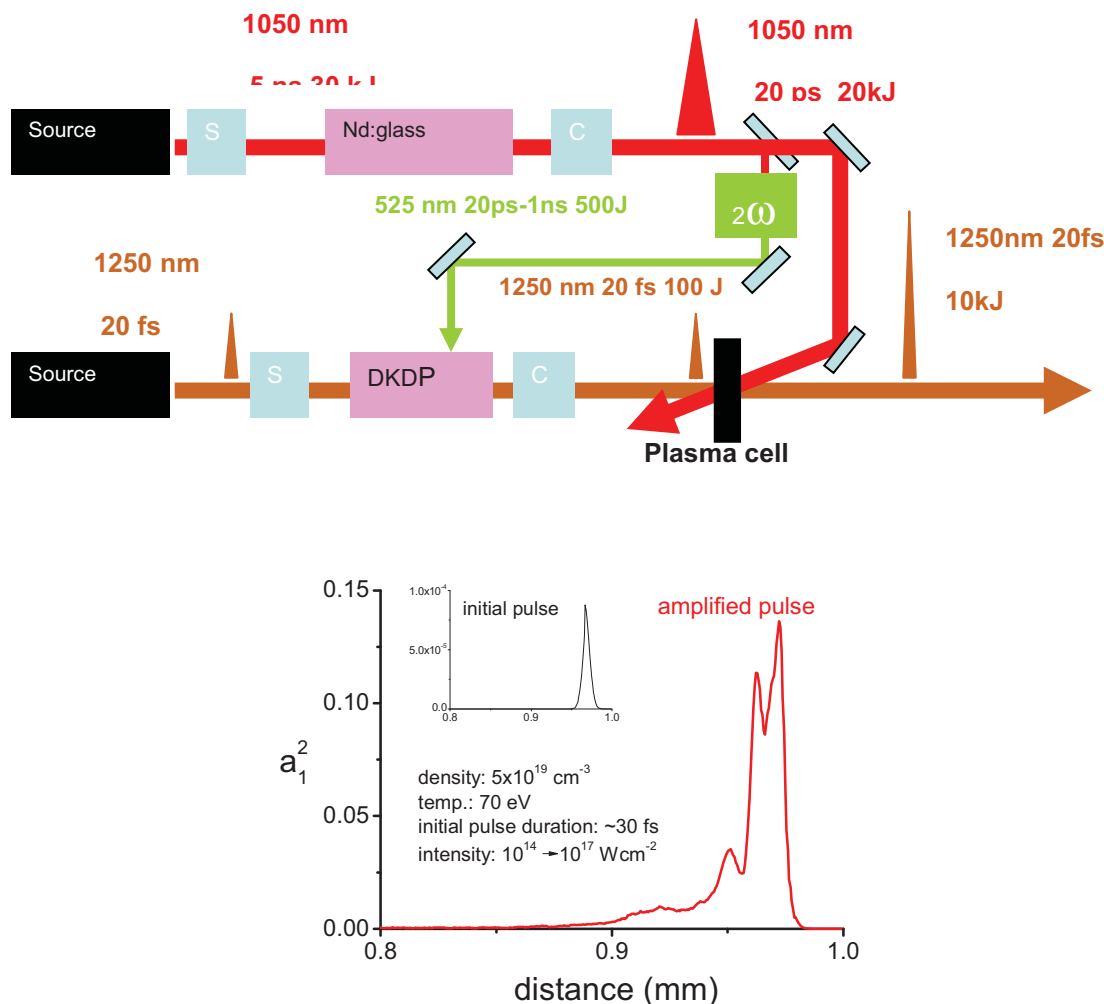 1050 nm
5 ns 30 kJ
1050 nm
20 ps 20kJ
Source
S
Nd:glass
C
2ω
525 nm 20ps-1ns 500J
1250 nm
20 fs
1250 nm 20 fs 100 J
1250nm 20fs
10kJ
Source
S
DKDP
C
Plasma cell
0.15
0.10
0.05
0.00
a₁²
1.0x10⁻⁴
5.0x10⁻⁵
0.0
0.8
0.9
1.0
initial pulse
amplified pulse
density: 5x10¹⁹ cm⁻³
temp.: 70 eV
initial pulse duration: ~30 fs
intensity: 10¹⁴ → 10¹⁷ Wcm⁻²
0.8
0.9
1.0
distance (mm)